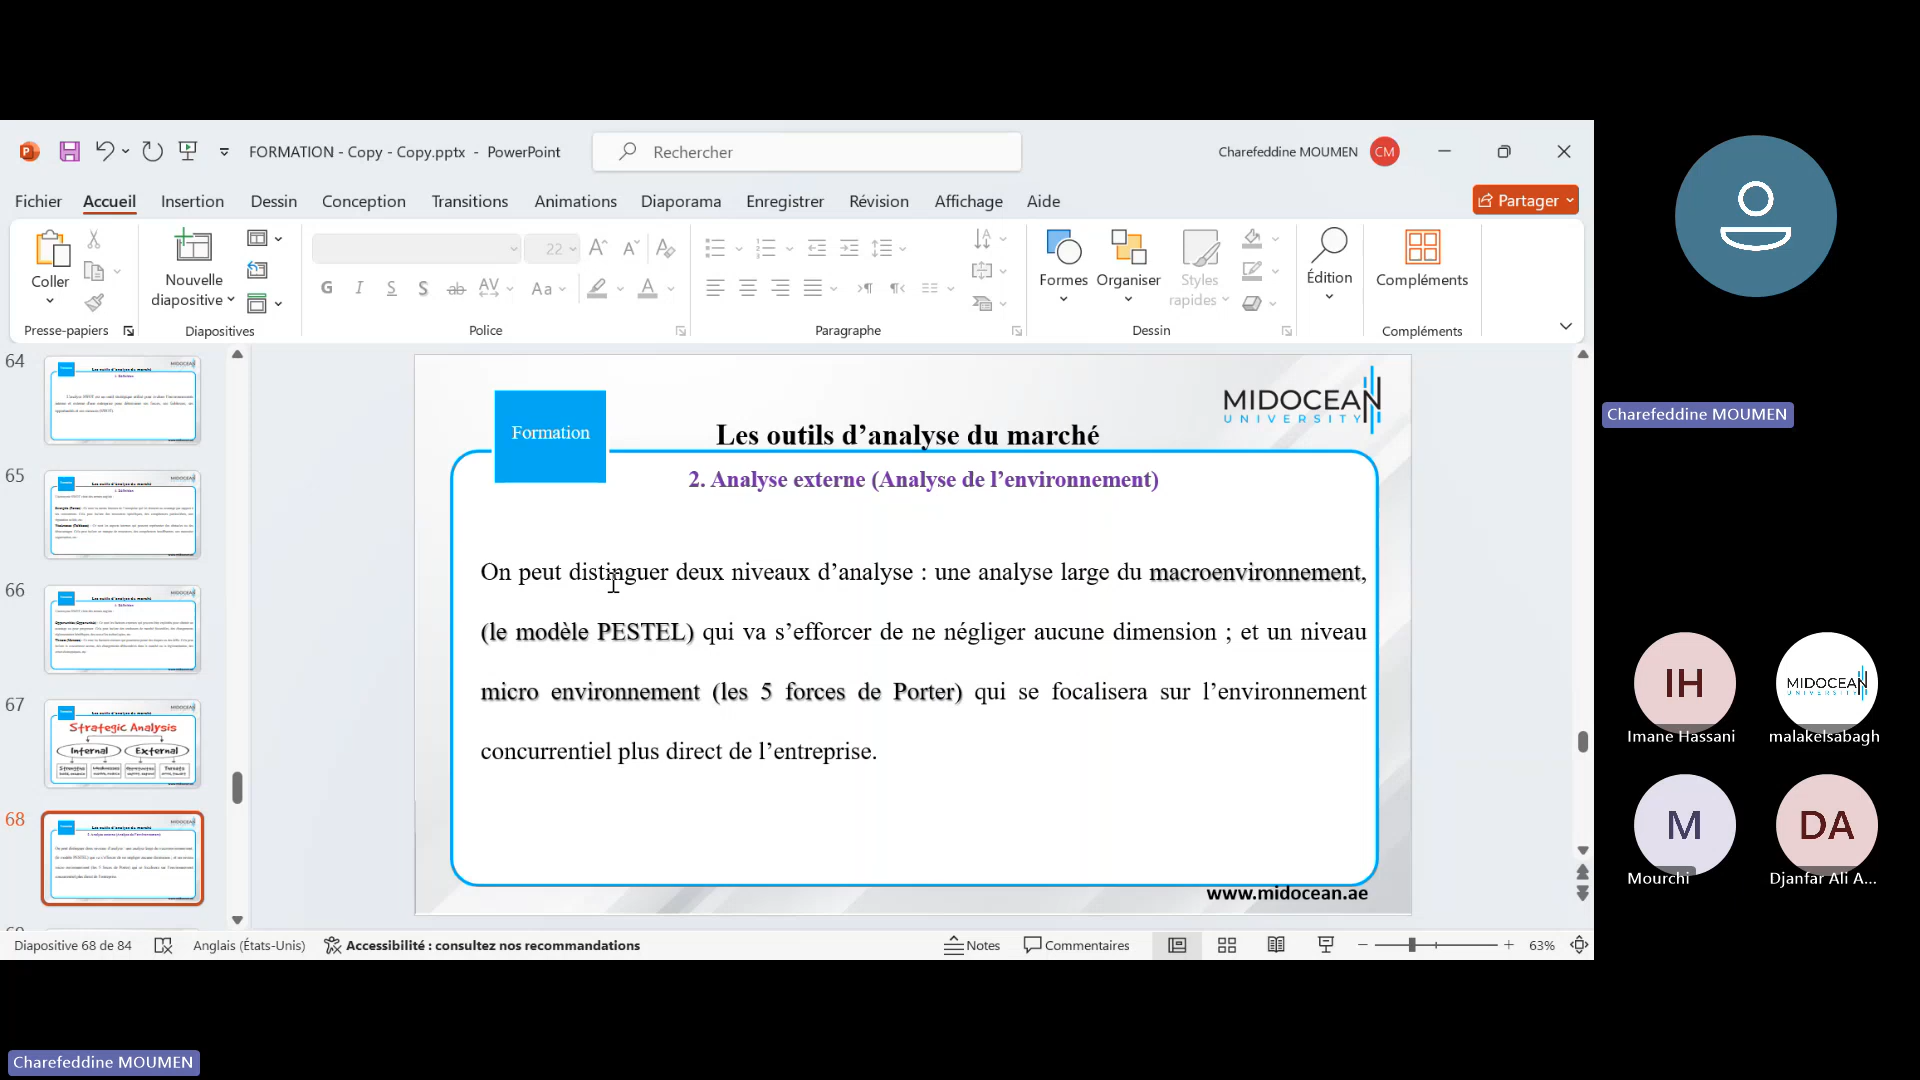 FORMATION - Copy - Copy.pptx - PowerPoint
Rechercher
Charefeddine MOUMEN CM
Fichier Accueil Insertion Dessin Conception Transitions Animations Diaporama Enregistrer Révision Affichage Aide Partager
Coller
Nouvelle diapositive
22
G I S S ab AV Aa A
Formes Organiser Styles rapides
Édition
Compléments
Presse-papiers Diapositives Police Paragraphe Dessin Compléments
64
65
66
67
Strategic Analysis
Internal External
68
MIDOCEAN
UNIVERSITY
Formation
Les outils d’analyse du marché
2. Analyse externe (Analyse de l’environnement)
On peut distinguer deux niveaux d’analyse : une analyse large du macroenvironnement,
(le modèle PESTEL) qui va s’efforcer de ne négliger aucune dimension ; et un niveau
micro environnement (les 5 forces de Porter) qui se focalisera sur l’environnement
concurrentiel plus direct de l’entreprise.
www.midocean.ae
Diapositive 68 de 84 Anglais (États-Unis) Accessibilité : consultez nos recommandations Notes Commentaires 63%
Charefeddine MOUMEN
IH
Imane Hassani
MIDOCEAN
malakelsabagh
M
Mourchi
DA
Djanfar Ali A...
Charefeddine MOUMEN